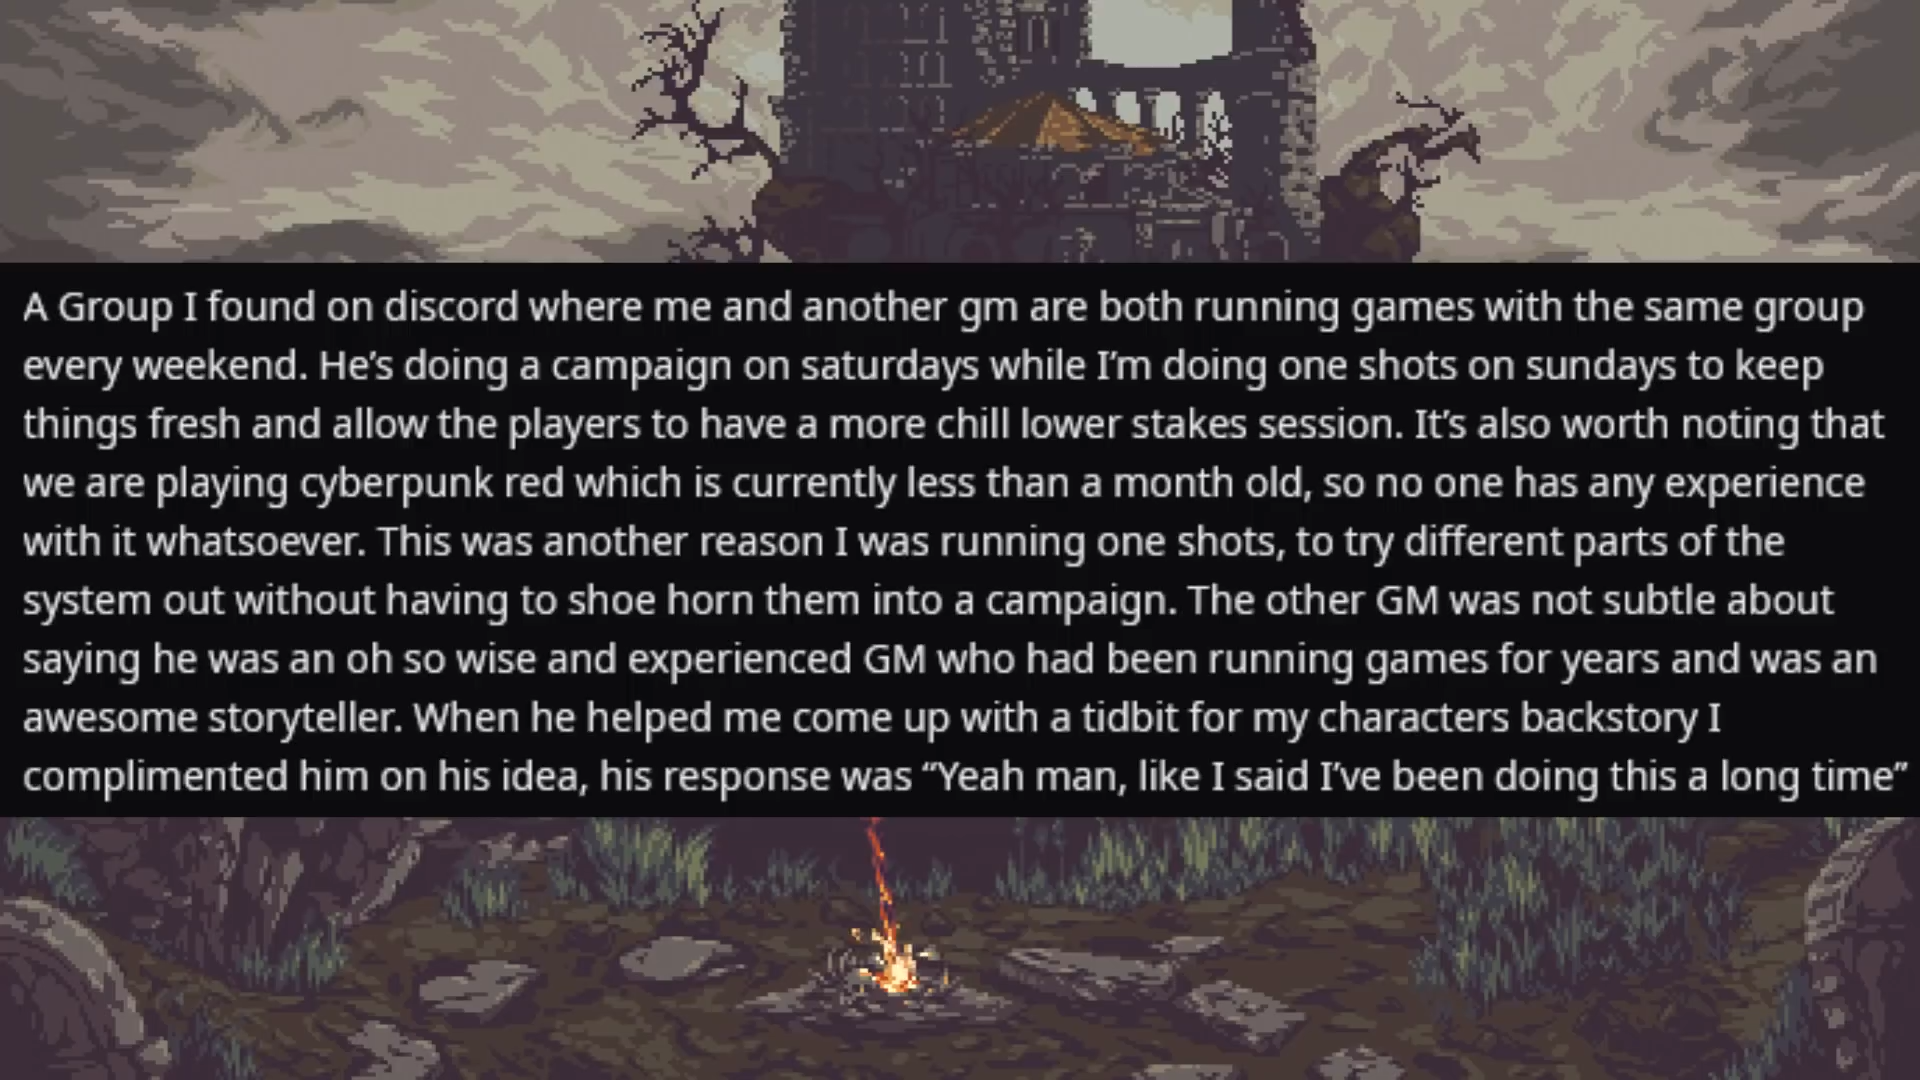 A Group I found on discord where me and another gm are both running games with the same group
every weekend. He’s doing a campaign on saturdays while I’m doing one shots on sundays to keep
things fresh and allow the players to have a more chill lower stakes session. It’s also worth noting that
we are playing cyberpunk red which is currently less than a month old, so no one has any experience
with it whatsoever. This was another reason I was running one shots, to try different parts of the
system out without having to shoe horn them into a campaign. The other GM was not subtle about
saying he was an oh so wise and experienced GM who had been running games for years and was an
awesome storyteller. When he helped me come up with a tidbit for my characters backstory I
complimented him on his idea, his response was “Yeah man, like I said I’ve been doing this a long time”